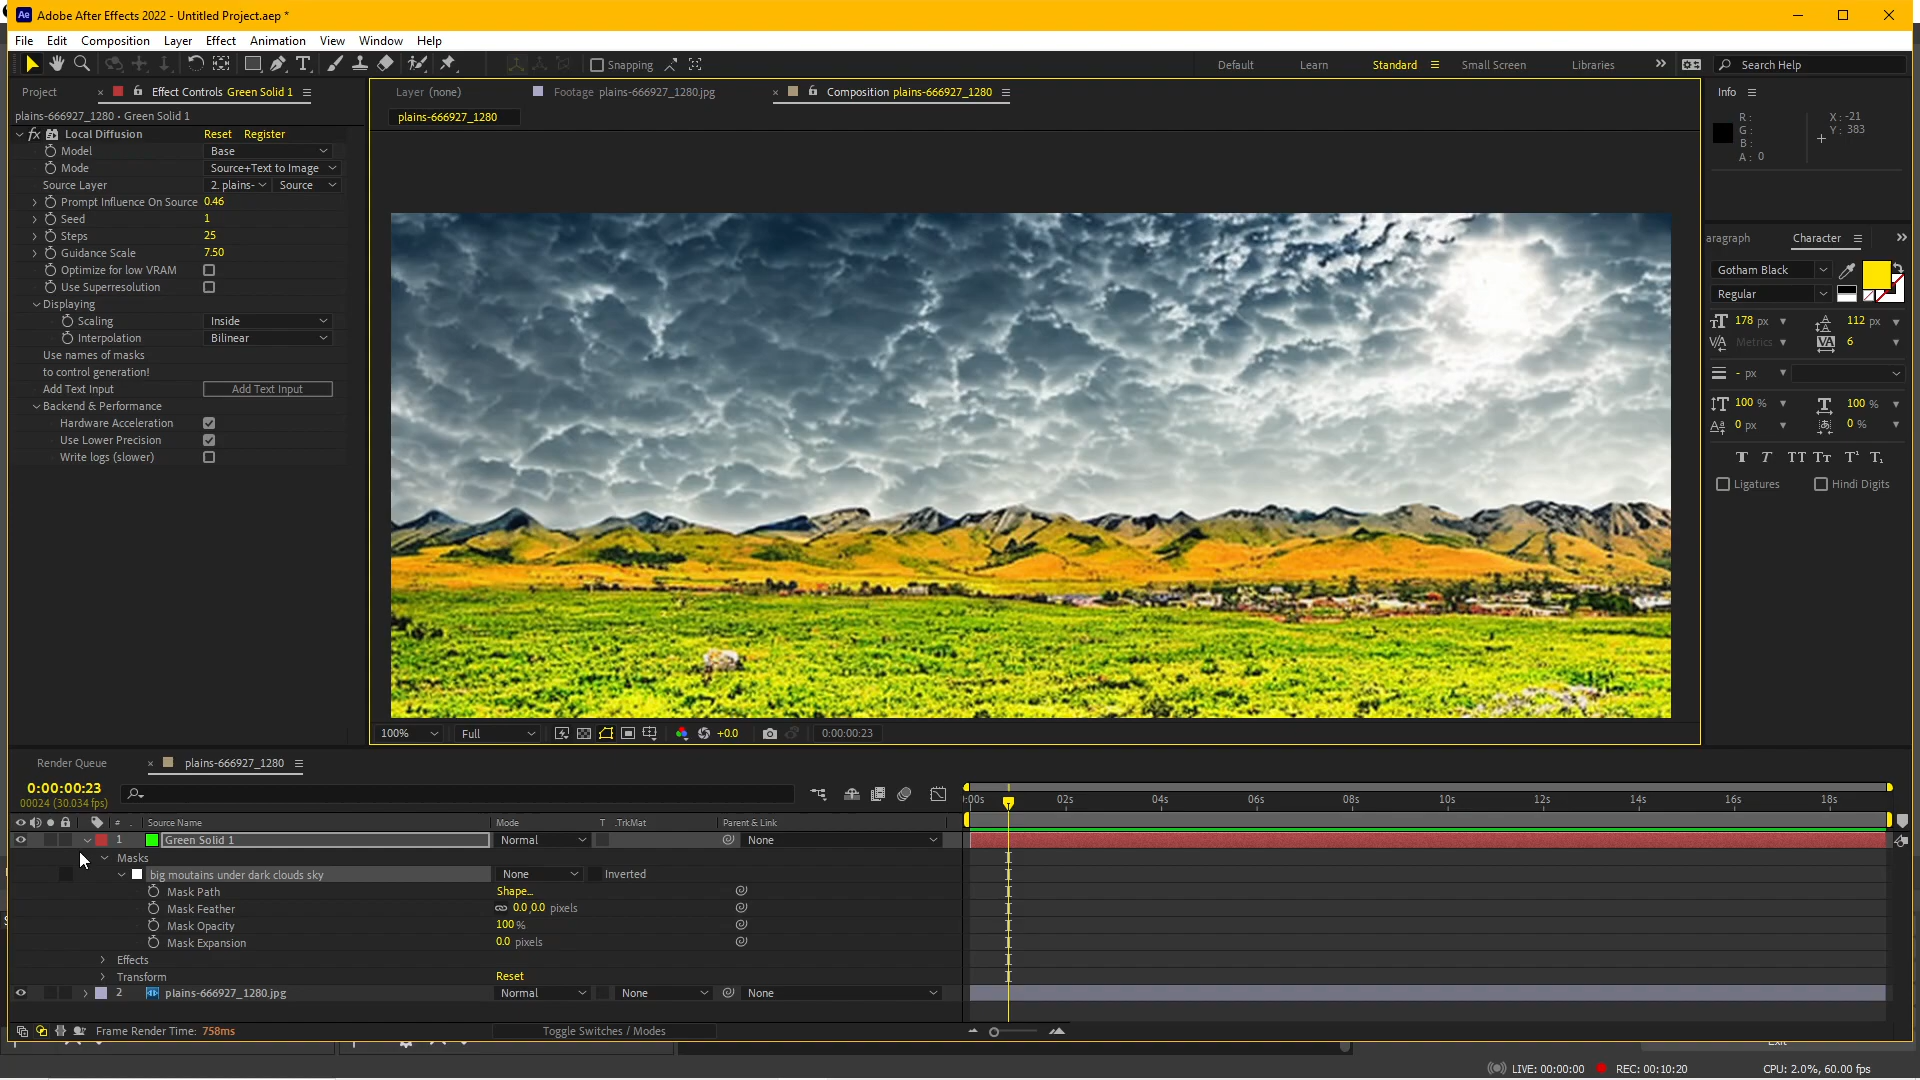 Adobe After Effects 2022 - Untitled Project.aep *
File Edit Composition Layer Effect Animation View Window Help
Snapping Default Learn Standard Small Screen Libraries Search Help
Project Effect Controls Green Solid 1
plains-666927_1280 • Green Solid 1
fx Local Diffusion Reset Register
Model Base
Mode Source+Text to Image
Source Layer 2. plains- Source
Prompt Influence On Source 0.46
Seed 1
Steps 25
Guidance Scale 7.50
Optimize for low VRAM
Use Superresolution
Displaying
Scaling Inside
Interpolation Bilinear
Use names of masks
to control generation!
Add Text Input Add Text Input
Backend & Performance
Hardware Acceleration
Use Lower Precision
Write logs (slower)
Layer (none) Footage plains-666927_1280.jpg Composition plains-666927_1280
plains-666927_1280
100% Full +0.0 0:00:00:23
Info
R: X: -21
G: Y: 383
B:
A: 0
aragraph Character
Gotham Black
Regular
178 px 112 px
Metrics 6
- px
100 % 100 %
0 px 0 %
Ligatures Hindi Digits
Render Queue plains-666927_1280
0:00:00:23
00024 (30.034 fps)
:00s 02s 04s 06s 08s 10s 12s 14s 16s 18s
# Source Name Mode T .TrkMat Parent & Link
1 Green Solid 1 Normal None
Masks
big moutains under dark clouds sky None Inverted
Mask Path Shape...
Mask Feather 0.0,0.0 pixels
Mask Opacity 100 %
Mask Expansion 0.0 pixels
Effects
Transform Reset
2 plains-666927_1280.jpg Normal None None
Frame Render Time: 758ms Toggle Switches / Modes
LIVE: 00:00:00 REC: 00:10:20 CPU: 2.0%, 60.00 fps